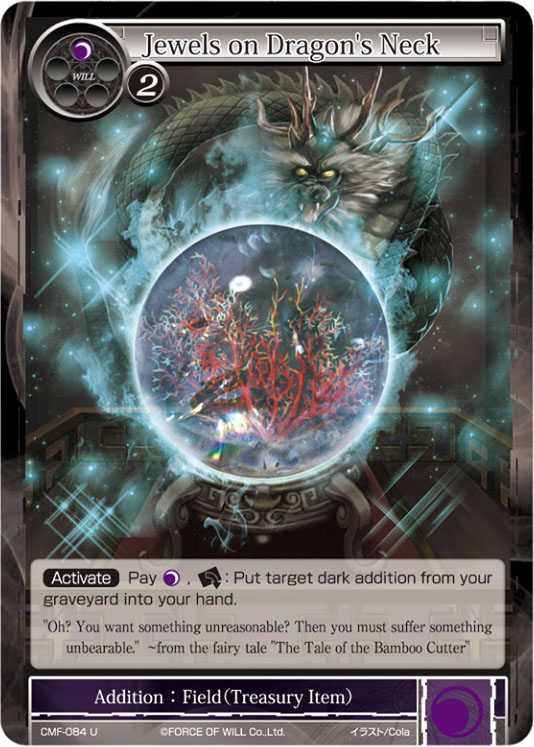 Jewels on Dragon's Neck
WILL
2
Activate Pay , : Put target dark addition from your
graveyard into your hand.
"Oh? You want something unreasonable? Then you must suffer something
unbearable." ~from the fairy tale "The Tale of the Bamboo Cutter"
Addition : Field(Treasury Item)
CMF-084 U ©FORCE OF WILL Co.,Ltd. イラスト/Cola